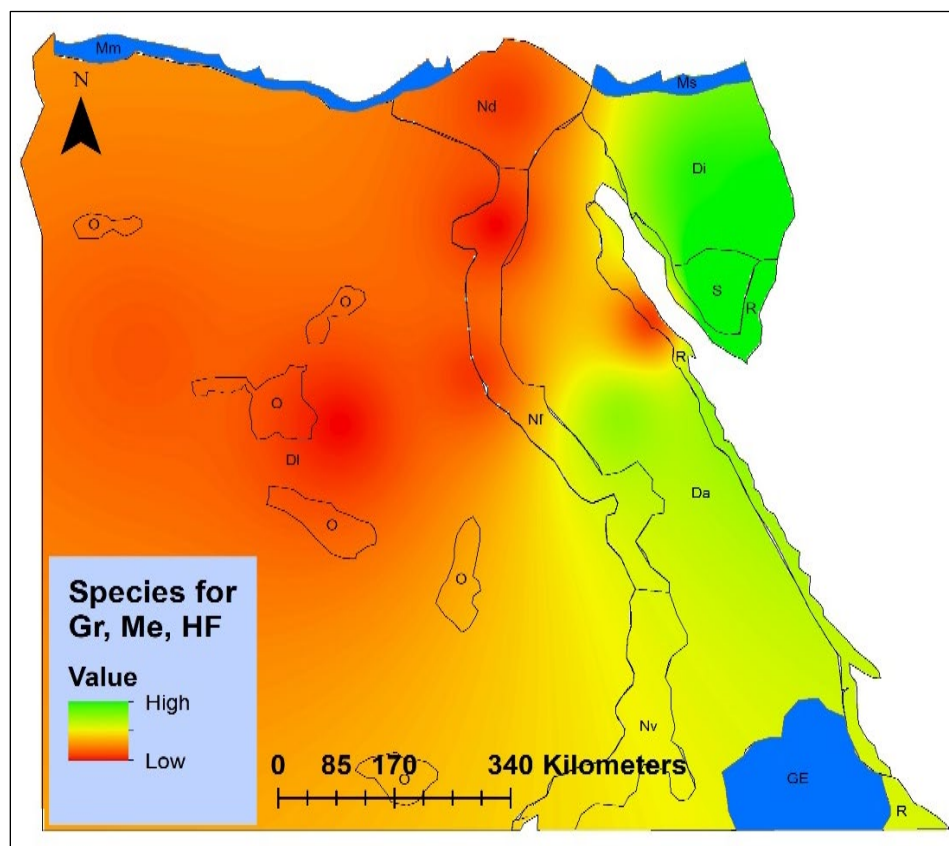 Mm
Ms
N
Nd
Di
O
S
R
O
R
O
Nf
Dl
Da
O
O
Species for
Gr, Me, HF
Value
High
Low
Nv
0 85 170 340 Kilometers
O
GE
R